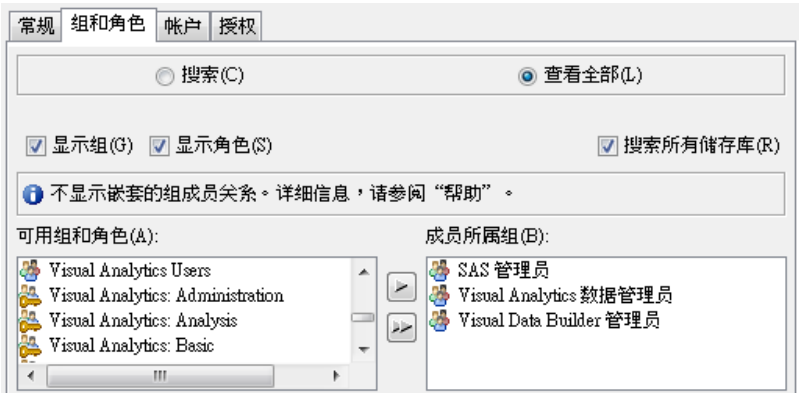 常规 组和角色 帐户 授权
搜索(C) 查看全部(L)
显示组(G) 显示角色(S) 搜索所有储存库(R)
不显示嵌套的组成员关系。详细信息，请参阅“帮助”。
可用组和角色(A):
Visual Analytics Users
Visual Analytics: Administration
Visual Analytics: Analysis
Visual Analytics: Basic
成员所属组(B):
SAS 管理员
Visual Analytics 数据管理员
Visual Data Builder 管理员